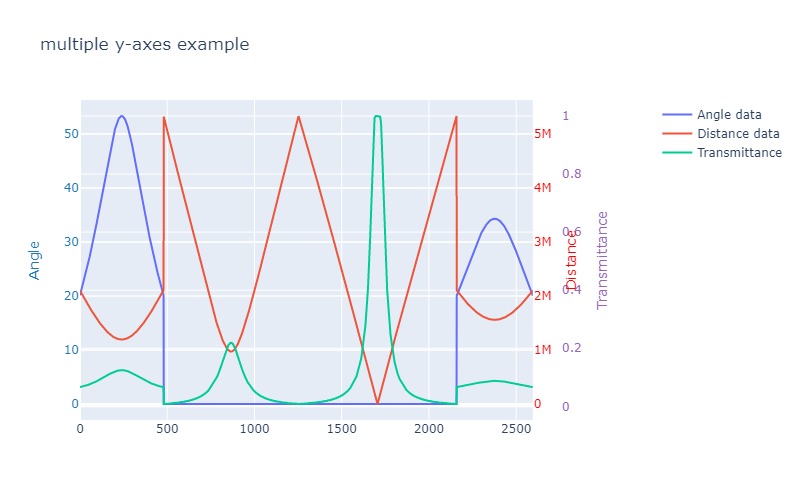 multiple y-axes example
Angle data
Distance data
Transmittance
Angle
50
40
30
20
10
0
5M
4M
3M
2M
1M
0
Distance
1
0.8
0.6
0.4
0.2
0
Transmittance
0 500 1000 1500 2000 2500